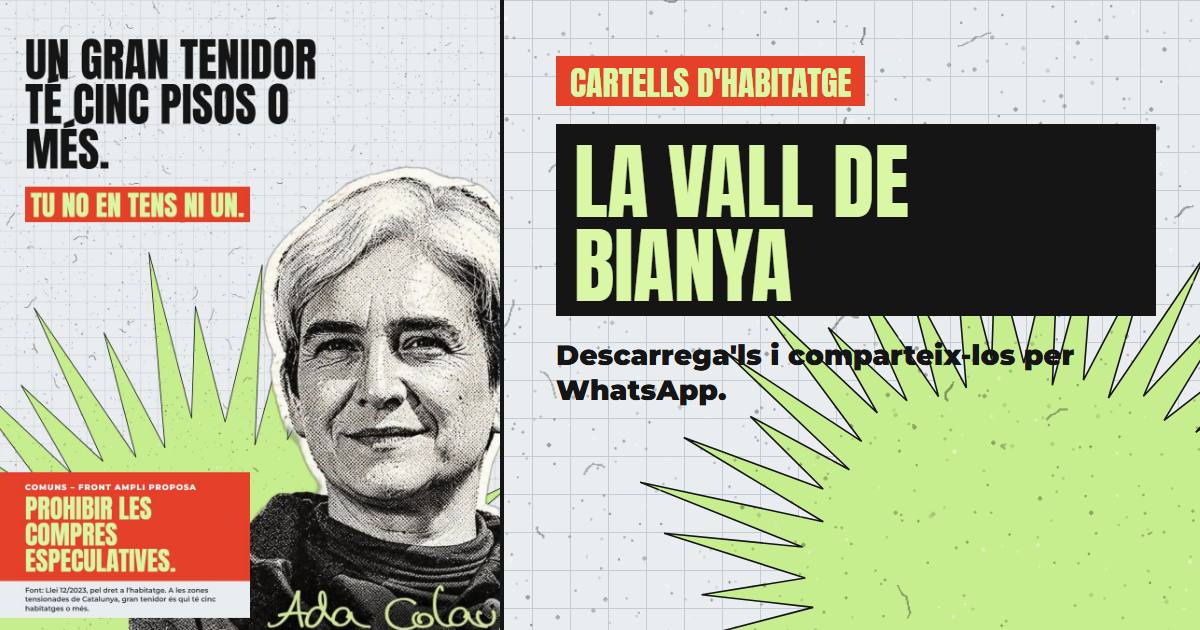 UN GRAN TENIDOR
TÉ CINC PISOS O
MÉS.
TU NO EN TENS NI UN.
COMUNS – FRONT AMPLI PROPOSA
PROHIBIR LES
COMPRES
ESPECULATIVES.
Font: Llei 12/2023, pel dret a l'habitatge. A les zones
tensionades de Catalunya, gran tenidor és qui té cinc
habitatges o més.
Ada Colau
CARTELLS D'HABITATGE
LA VALL DE
BIANYA
Descarrega'ls i comparteix-los per
WhatsApp.